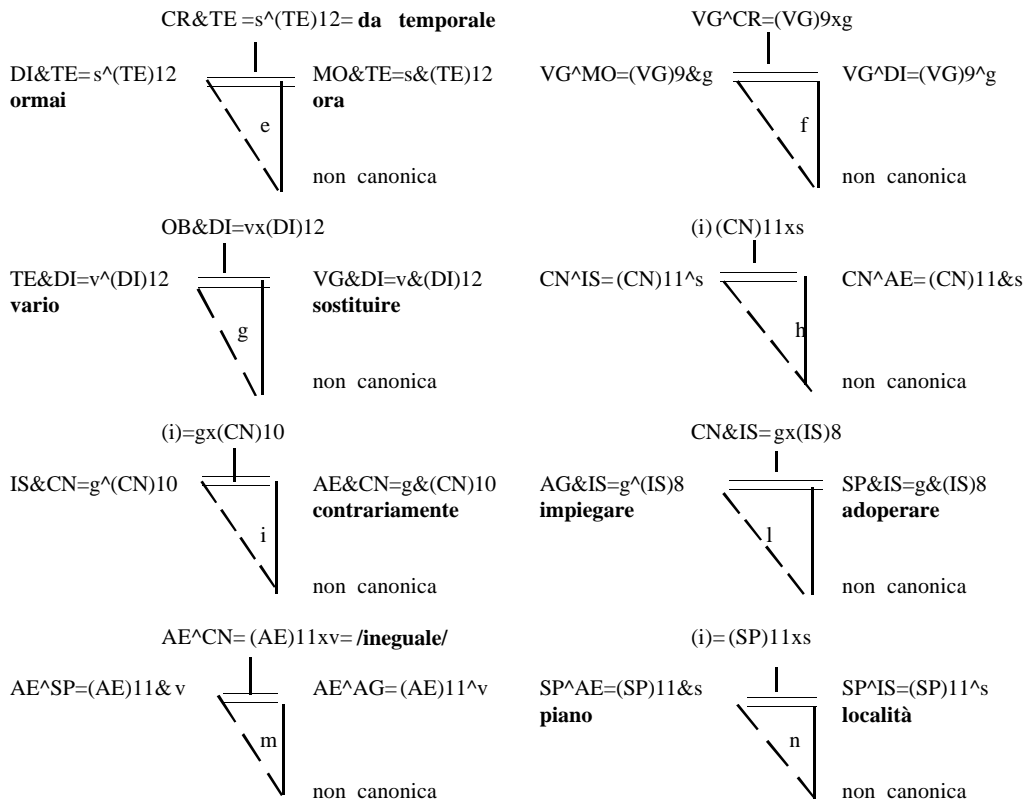 CR&TE =s^(TE)12= da temporale
VG^CR=(VG)9xg
DI&TE= s^(TE)12
MO&TE=s&(TE)12
VG^MO=(VG)9&g
VG^DI=(VG)9^g
ormai
ora
e
f
non canonica
non canonica
OB&DI=vx(DI)12
(i) (CN)11xs
TE&DI=v^(DI)12
VG&DI=v&(DI)12
CN^IS= (CN)11^s
CN^AE= (CN)11&s
vario
sostituire
g
h
non canonica
non canonica
(i)=gx(CN)10
CN&IS= gx(IS)8
IS&CN=g^(CN)10
AE&CN=g&(CN)10
AG&IS=g^(IS)8
SP&IS=g&(IS)8
contrariamente
impiegare
adoperare
i
l
non canonica
non canonica
AE^CN= (AE)11xv= /ineguale/
(i)= (SP)11xs
AE^SP=(AE)11& v
AE^AG= (AE)11^v
SP^AE=(SP)11&s
SP^IS=(SP)11^s
piano
località
m
n
non canonica
non canonica